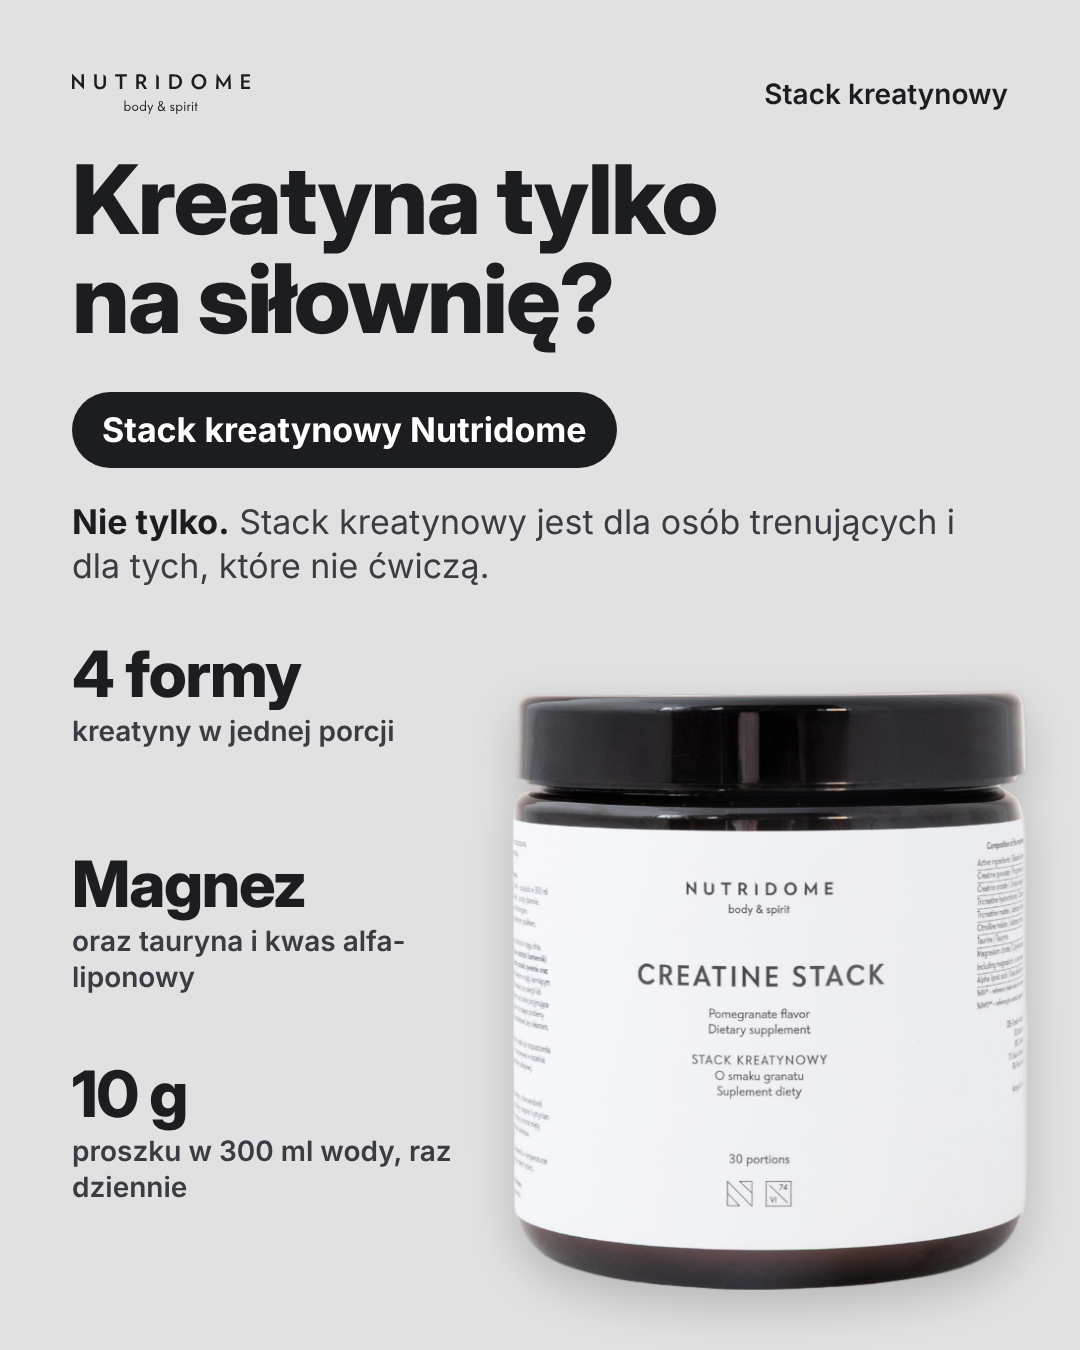 NUTRIDOME
body & spirit
Stack kreatynowy
Kreatyna tylko
na siłownię?
Stack kreatynowy Nutridome
Nie tylko. Stack kreatynowy jest dla osób trenujących i
dla tych, które nie ćwiczą.
4 formy
kreatyny w jednej porcji
Magnez
oraz tauryna i kwas alfa-
liponowy
10 g
proszku w 300 ml wody, raz
dziennie
NUTRIDOME
body & spirit
CREATINE STACK
Pomegranate flavor
Dietary supplement
STACK KREATYNOWY
O smaku granatu
Suplement diety
30 portions
74
VI